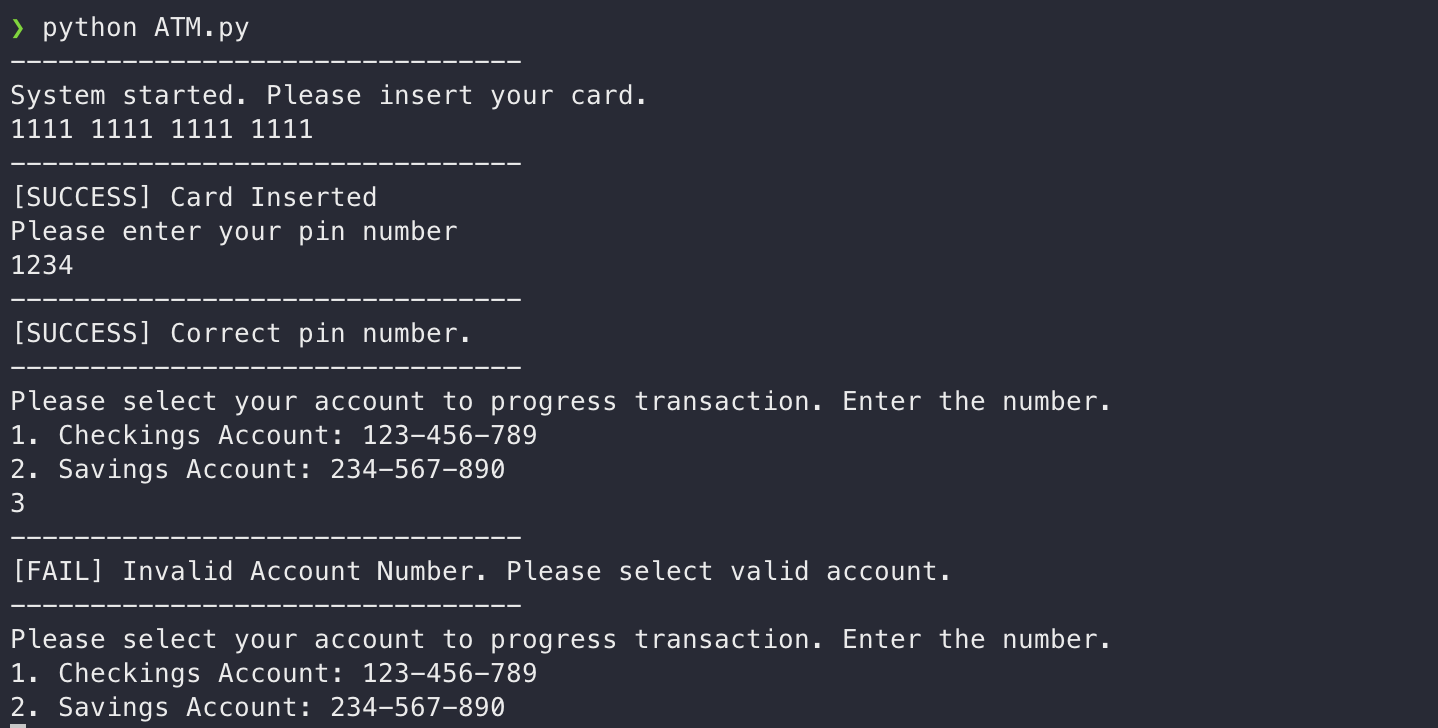 ❯ python ATM.py
--------------------------------
System started. Please insert your card.
1111 1111 1111 1111
--------------------------------
[SUCCESS] Card Inserted
Please enter your pin number
1234
--------------------------------
[SUCCESS] Correct pin number.
--------------------------------
Please select your account to progress transaction. Enter the number.
1. Checkings Account: 123-456-789
2. Savings Account: 234-567-890
3
--------------------------------
[FAIL] Invalid Account Number. Please select valid account.
--------------------------------
Please select your account to progress transaction. Enter the number.
1. Checkings Account: 123-456-789
2. Savings Account: 234-567-890